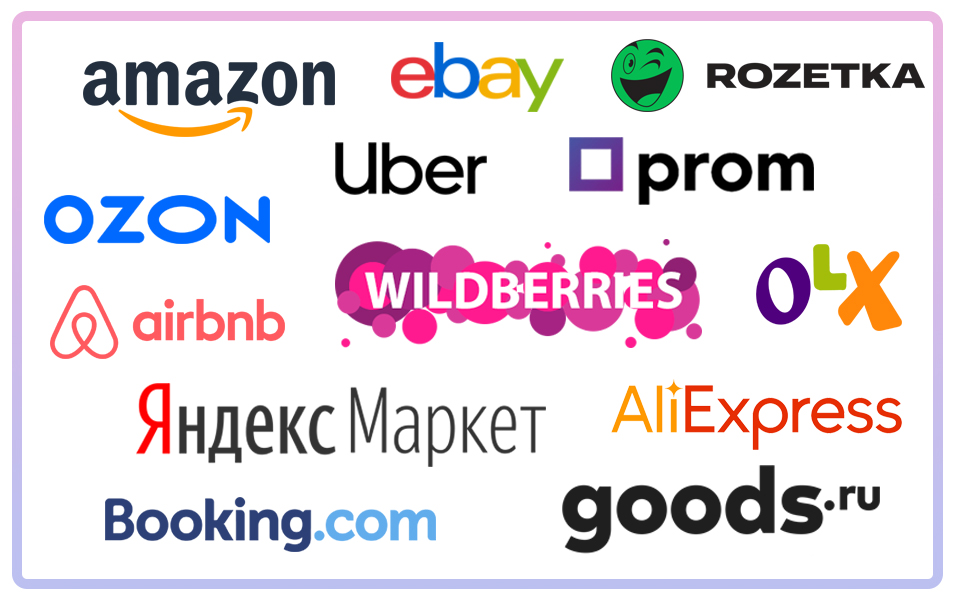 amazon
ebay
ROZETKA
Uber
prom
OZON
WILDBERRIES
OLX
airbnb
Яндекс Маркет
AliExpress
Booking.com
goods.ru